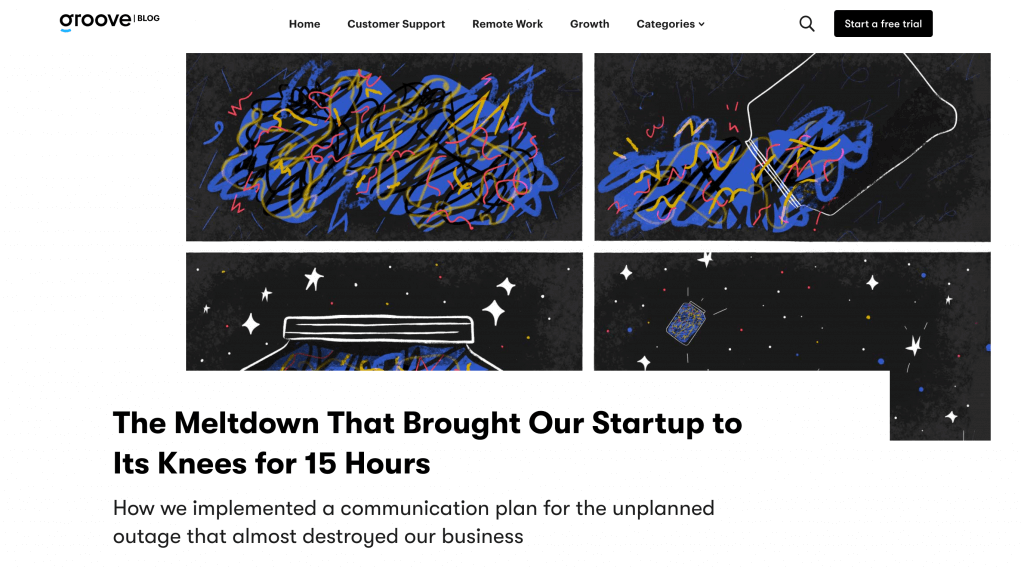 groove | BLOG
Home
Customer Support
Remote Work
Growth
Categories
Start a free trial
The Meltdown That Brought Our Startup to
Its Knees for 15 Hours
How we implemented a communication plan for the unplanned
outage that almost destroyed our business